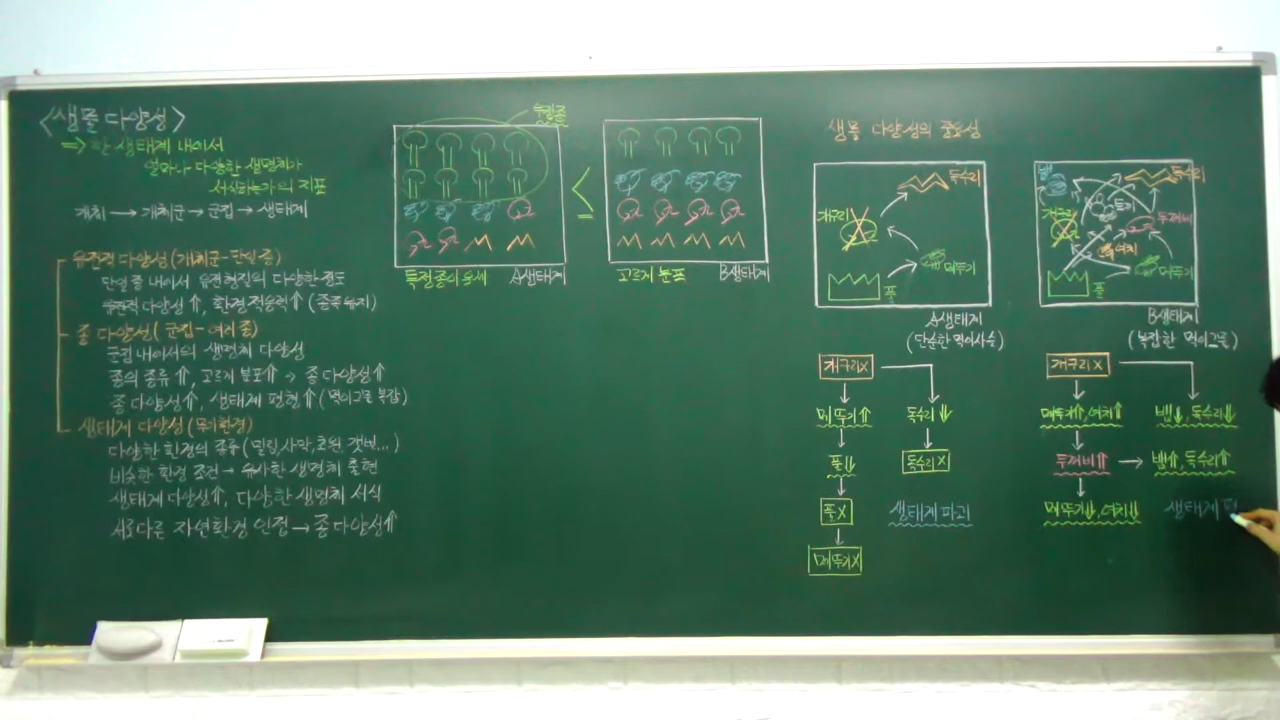 <생물 다양성>
⇒ 한 생태계 내에서
얼마나 다양한 생명체가
서식하는가의 지표
개체 → 개체군 → 군집 → 생태계
유전적 다양성 (개체군-단일종)
단일종 내에서 유전형질의 다양한 정도
유전적 다양성⇑, 환경적응력⇑ (종족유지)
종 다양성 (군집-여러종)
군집 내에서의 생명체 다양성
종의 종류⇑, 고르게 분포⇑ → 종 다양성⇑
종 다양성⇑, 생태계 평형⇑ (먹이그물 복잡)
생태계 다양성 (무기환경)
다양한 환경의 종류 (밀림, 사막, 초원, 갯벌...)
비슷한 환경 조건 → 유사한 생명체 출현
생태계 다양성⇑, 다양한 생명체 서식
서로다른 자연환경 인정 → 종 다양성⇑
우점종
<
특정종이 우세 A생태계
고르게 분포 B생태계
생물 다양성의 중요성
독수리
개구리
메뚜기
풀
A생태계
(단순한 먹이사슬)
개구리X
메뚜기⇑ 독수리⇓
풀⇓ 독수리X
풀X 생태계 파괴
메뚜기X
뱀 독수리
토끼
개구리 두꺼비
여치
메뚜기
풀
B생태계
(복잡한 먹이그물)
개구리X
메뚜기⇑, 여치⇑ 뱀⇓, 독수리⇓
두꺼비⇑ → 뱀⇑, 독수리⇑
메뚜기⇓, 여치⇓ 생태계